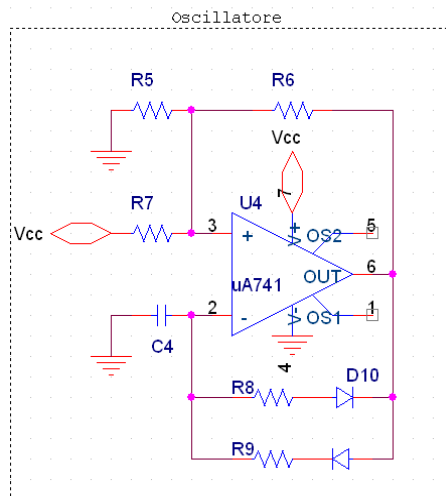 Oscillatore
R5
R6
Vcc
7
R7
U4
Vcc
3
+
V+
OS2
5
OUT
6
uA741
2
-
V-
OS1
1
C4
4
R8
D10
R9